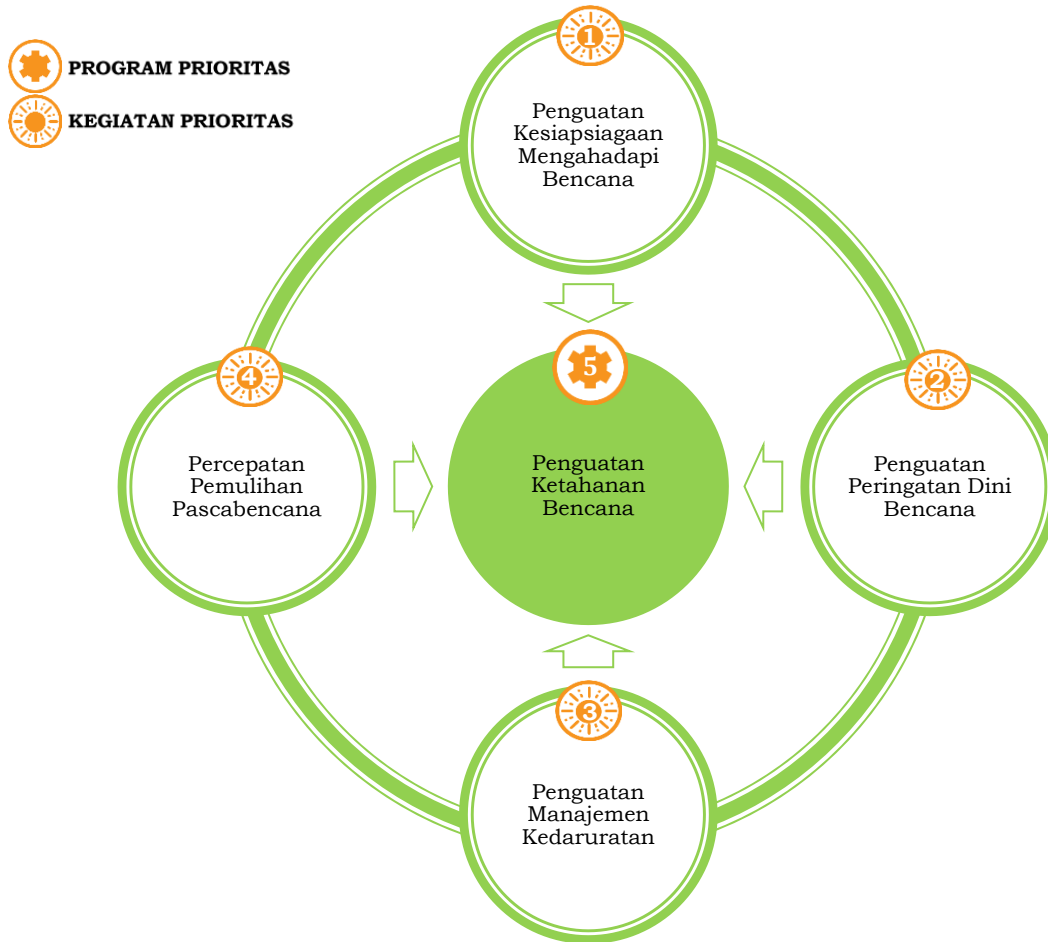 PROGRAM PRIORITAS
KEGIATAN PRIORITAS
1
Penguatan
Kesiapsiagaan
Mengahadapi
Bencana
4
Percepatan
Pemulihan
Pascabencana
5
Penguatan
Ketahanan
Bencana
2
Penguatan
Peringatan Dini
Bencana
3
Penguatan
Manajemen
Kedaruratan